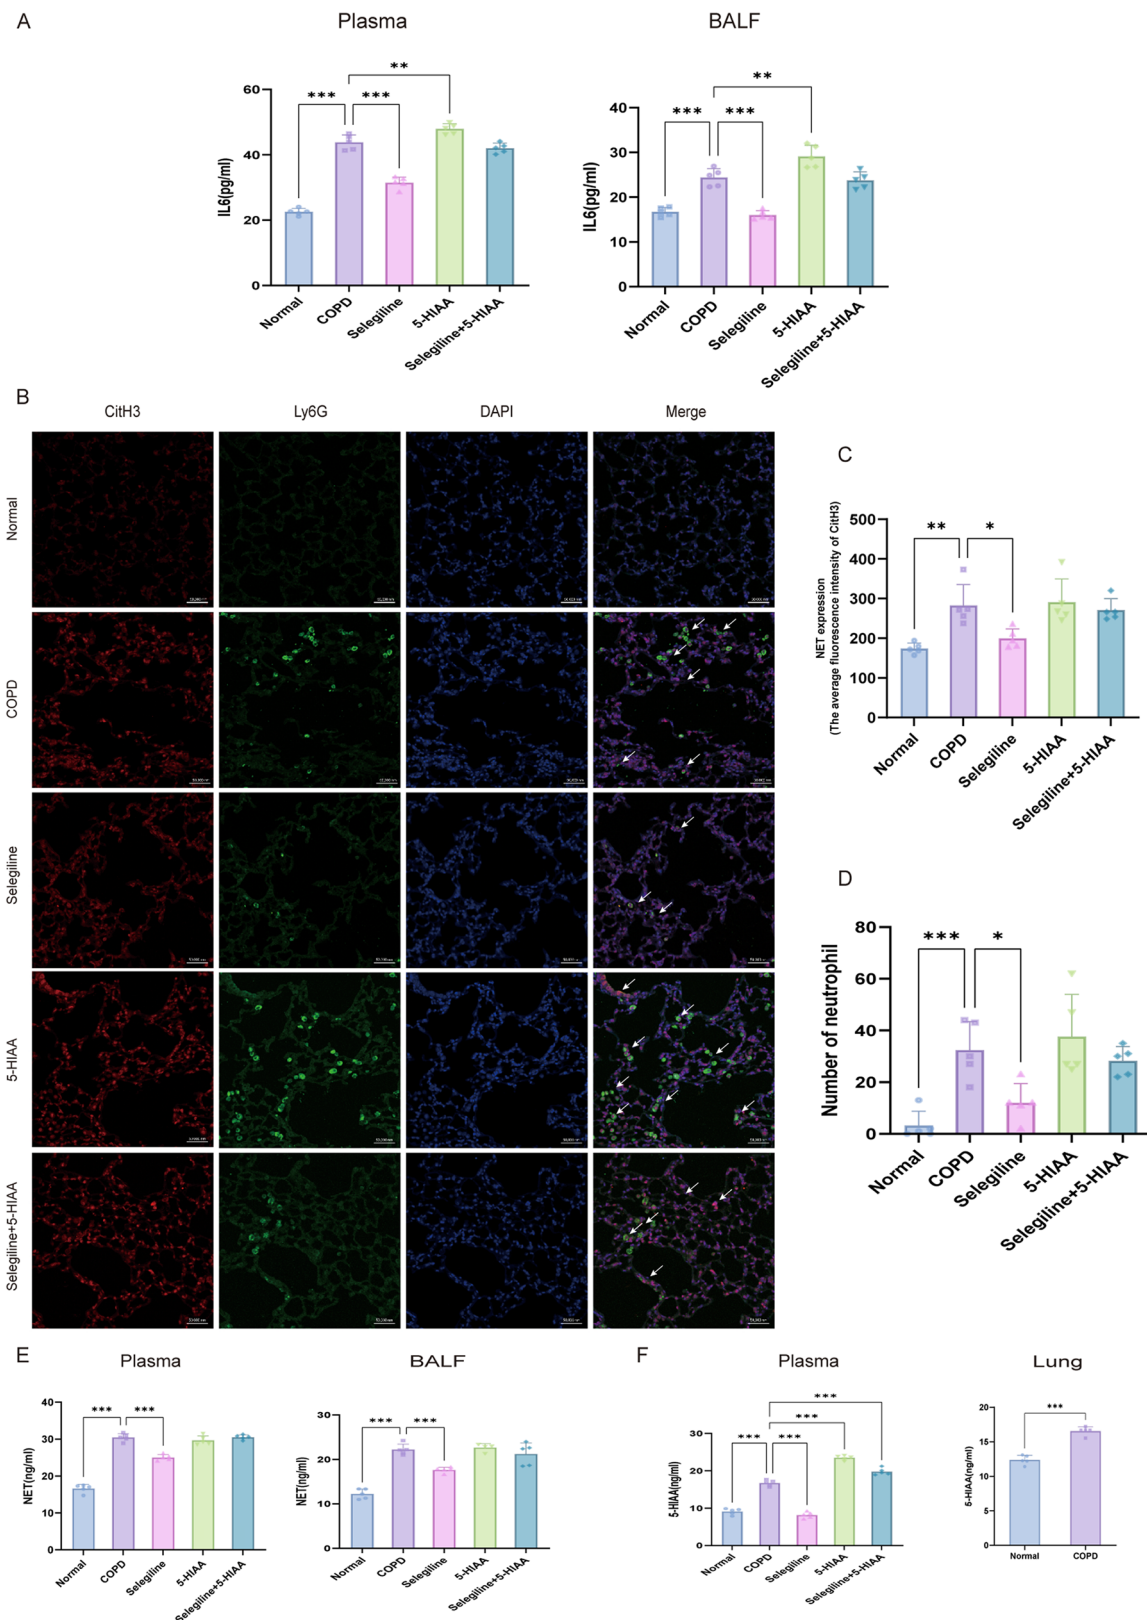 A
Plasma
BALF
***
***
**
IL6(pg/ml)
60
40
20
0
Normal
COPD
Selegiline
5-HIAA
Selegiline+5-HIAA
***
***
**
IL6(pg/ml)
40
30
20
10
0
Normal
COPD
Selegiline
5-HIAA
Selegiline+5-HIAA
B
CitH3
Ly6G
DAPI
Merge
Normal
COPD
Selegiline
5-HIAA
Selegiline+5-HIAA
C
**
*
NET expression
(The average fluorescence intensity of CitH3)
500
400
300
200
100
0
Normal
COPD
Selegiline
5-HIAA
Selegiline+5-HIAA
D
***
*
Number of neutrophil
80
60
40
20
0
Normal
COPD
Selegiline
5-HIAA
Selegiline+5-HIAA
E
Plasma
BALF
***
***
NET(ng/ml)
40
30
20
10
0
Normal
COPD
Selegiline
5-HIAA
Selegiline+5-HIAA
***
***
NET(ng/ml)
30
20
10
0
Normal
COPD
Selegiline
5-HIAA
Selegiline+5-HIAA
F
Plasma
Lung
***
***
***
***
5-HIAA(ng/ml)
30
20
10
0
Normal
COPD
Selegiline
5-HIAA
Selegiline+5-HIAA
***
5-HIAA(ng/ml)
20
15
10
5
0
Normal
COPD